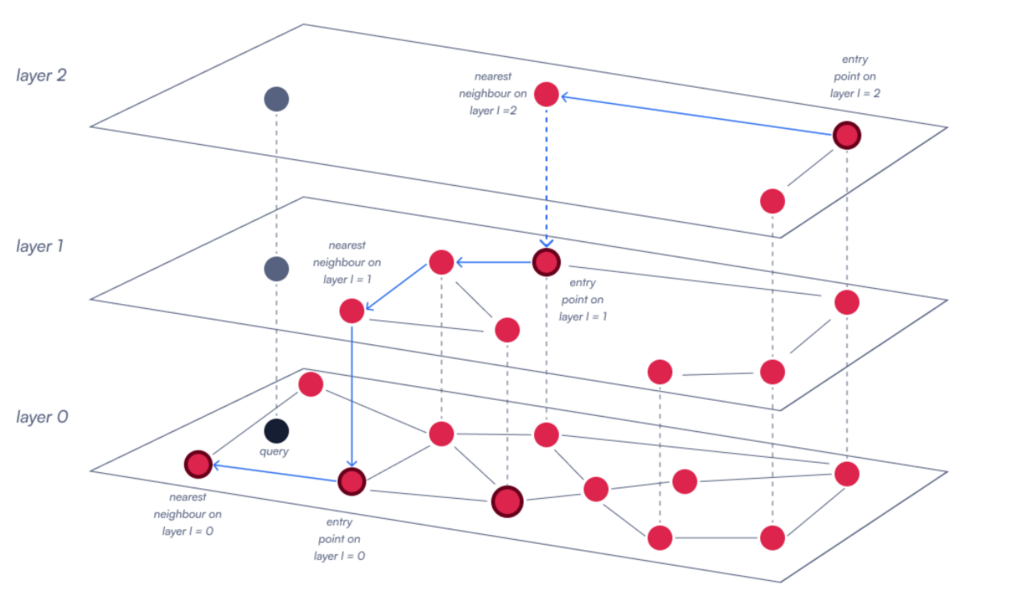 layer 2
nearest
neighbour on
layer l =2
entry
point on
layer l = 2
layer 1
nearest
neighbour on
layer l = 1
entry
point on
layer l = 1
layer 0
query
nearest
neighbour on
layer l = 0
entry
point on
layer l = 0